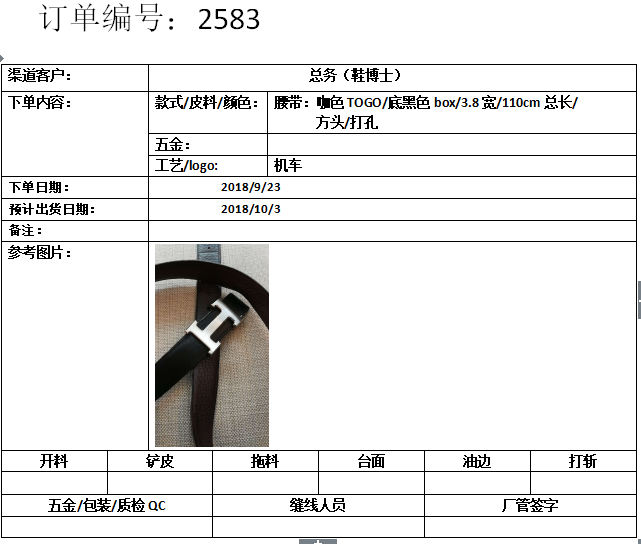 订单编号：2583
渠道客户： 总务（鞋博士）
下单内容： 款式/皮料/颜色： 腰带：咖色 TOGO/底黑色 box/3.8 宽/110cm 总长/
方头/打孔
五金：
工艺/logo: 机车
下单日期： 2018/9/23
预计出货日期： 2018/10/3
备注：
参考图片：
开料 铲皮 拖料 台面 油边 打斩
五金/包装/质检 QC 缝线人员 厂管签字